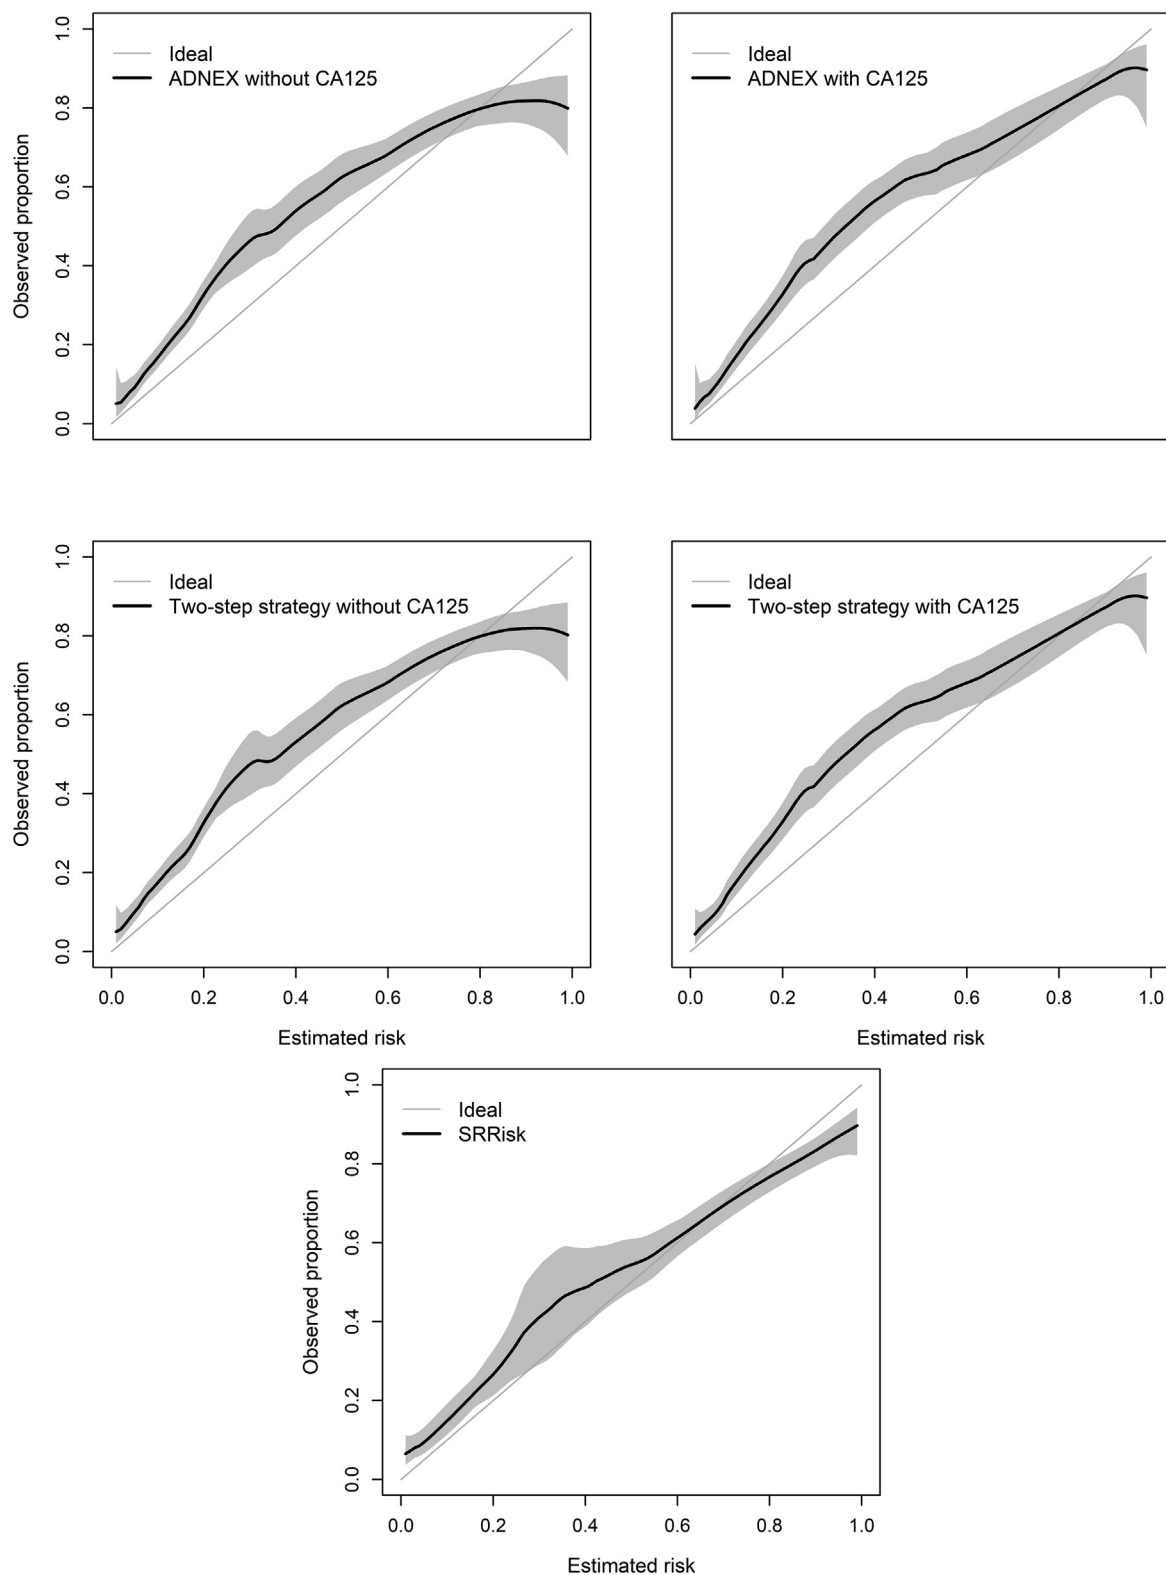 Ideal
ADNEX without CA125
Observed proportion
0.0 0.2 0.4 0.6 0.8 1.0
Ideal
ADNEX with CA125
Ideal
Two-step strategy without CA125
Observed proportion
0.0 0.2 0.4 0.6 0.8 1.0
0.0 0.2 0.4 0.6 0.8 1.0
Estimated risk
Ideal
Two-step strategy with CA125
0.0 0.2 0.4 0.6 0.8 1.0
Estimated risk
Ideal
SRRisk
Observed proportion
0.0 0.2 0.4 0.6 0.8 1.0
0.0 0.2 0.4 0.6 0.8 1.0
Estimated risk